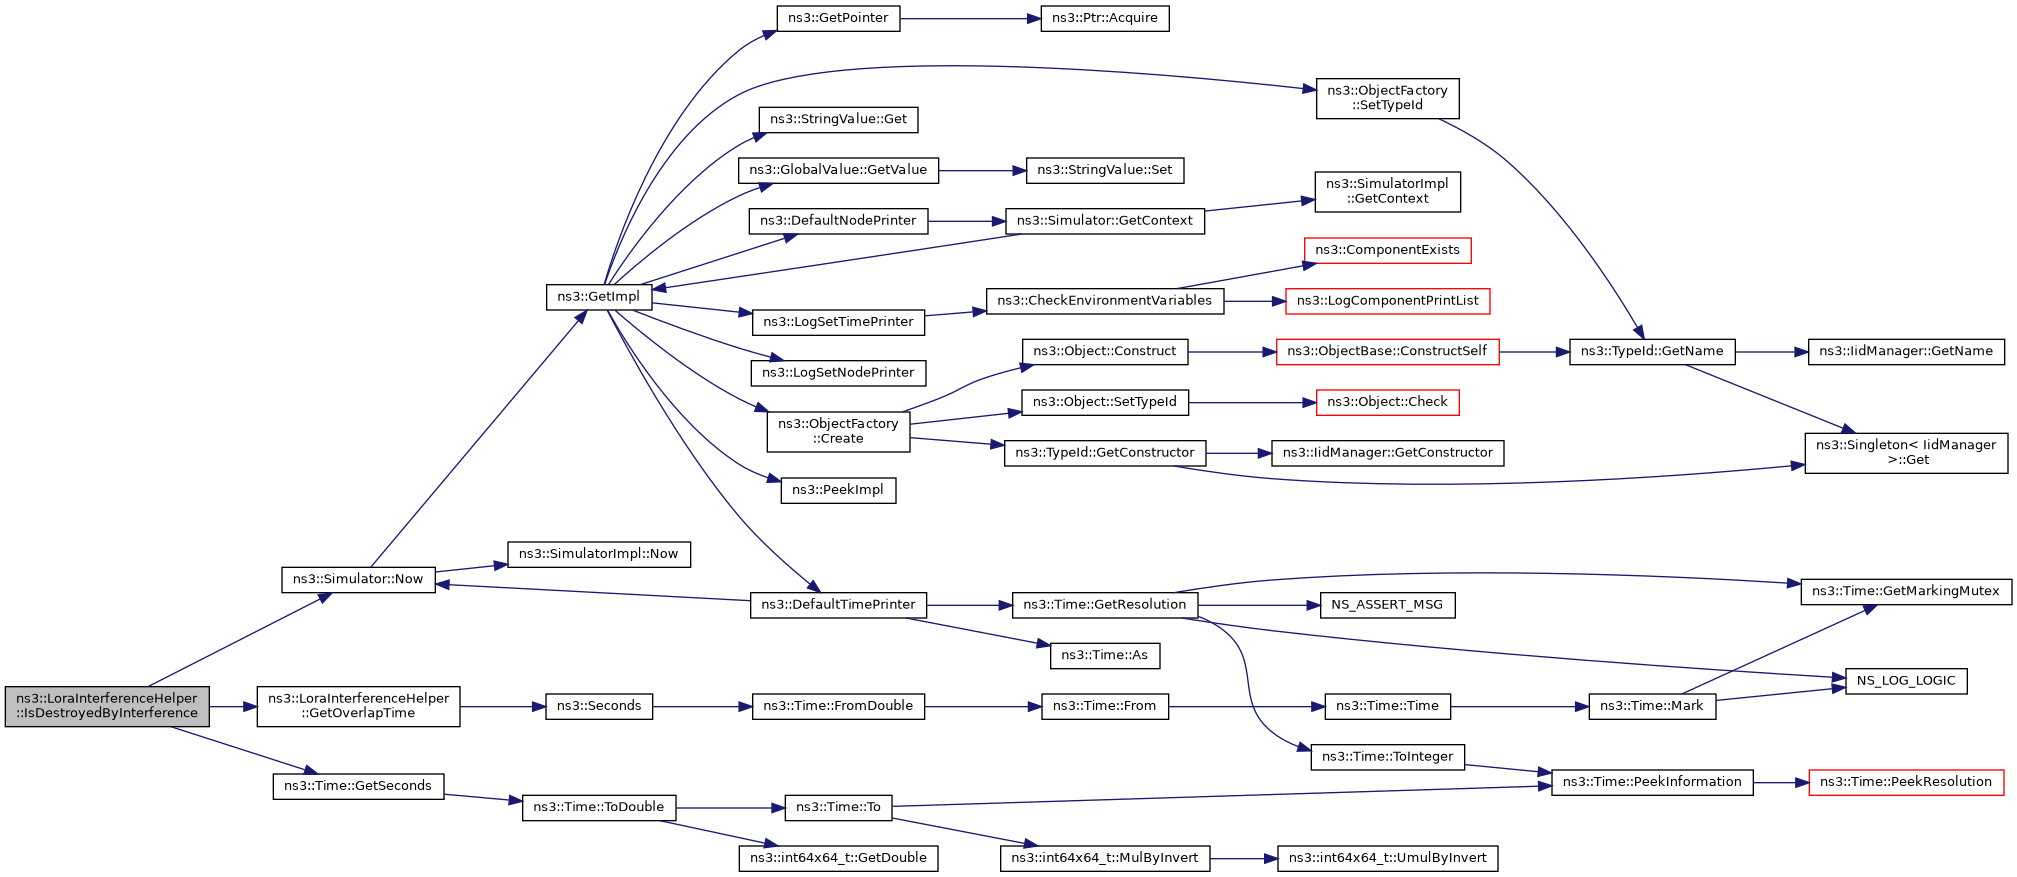 ns3::GetPointer
ns3::Ptr::Acquire
ns3::ObjectFactory
::SetTypeId
ns3::StringValue::Get
ns3::GlobalValue::GetValue
ns3::StringValue::Set
ns3::SimulatorImpl
::GetContext
ns3::DefaultNodePrinter
ns3::Simulator::GetContext
ns3::ComponentExists
ns3::GetImpl
ns3::CheckEnvironmentVariables
ns3::LogComponentPrintList
ns3::LogSetTimePrinter
ns3::Object::Construct
ns3::ObjectBase::ConstructSelf
ns3::TypeId::GetName
ns3::IidManager::GetName
ns3::LogSetNodePrinter
ns3::Object::SetTypeId
ns3::Object::Check
ns3::ObjectFactory
::Create
ns3::TypeId::GetConstructor
ns3::IidManager::GetConstructor
ns3::Singleton< IidManager
>::Get
ns3::PeekImpl
ns3::SimulatorImpl::Now
ns3::Simulator::Now
ns3::DefaultTimePrinter
ns3::Time::GetResolution
NS_ASSERT_MSG
ns3::Time::GetMarkingMutex
ns3::Time::As
NS_LOG_LOGIC
ns3::LoraInterferenceHelper
::IsDestroyedByInterference
ns3::LoraInterferenceHelper
::GetOverlapTime
ns3::Seconds
ns3::Time::FromDouble
ns3::Time::From
ns3::Time::Time
ns3::Time::Mark
ns3::Time::ToInteger
ns3::Time::PeekInformation
ns3::Time::PeekResolution
ns3::Time::GetSeconds
ns3::Time::ToDouble
ns3::Time::To
ns3::int64x64_t::GetDouble
ns3::int64x64_t::MulByInvert
ns3::int64x64_t::UmulByInvert